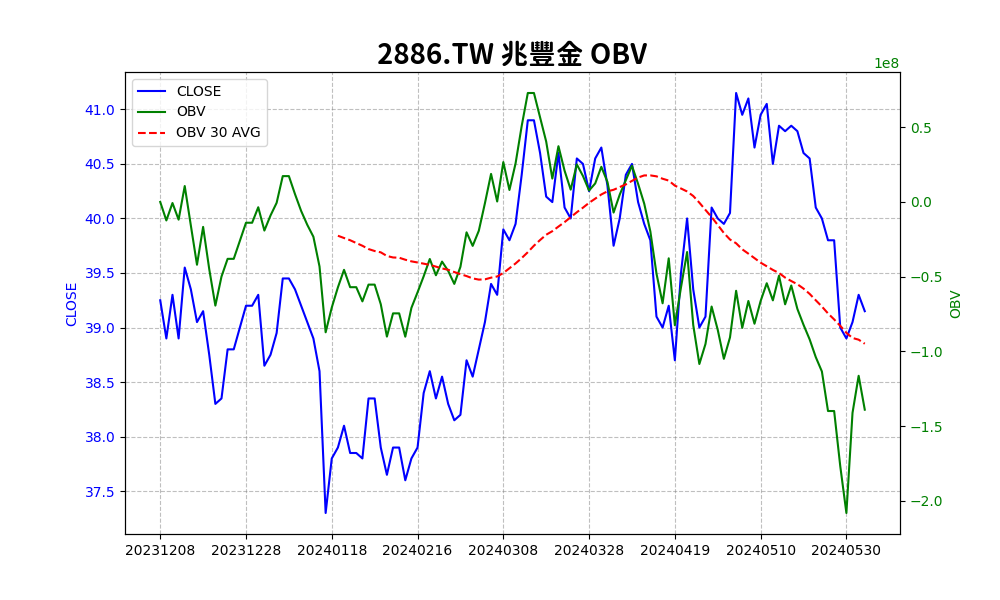 2886.TW 兆豐金 OBV
1e8
CLOSE
OBV
OBV 30 AVG
41.0
40.5
40.0
39.5
39.0
38.5
38.0
37.5
CLOSE
0.5
0.0
−0.5
−1.0
−1.5
−2.0
OBV
20231208 20231228 20240118 20240216 20240308 20240328 20240419 20240510 20240530